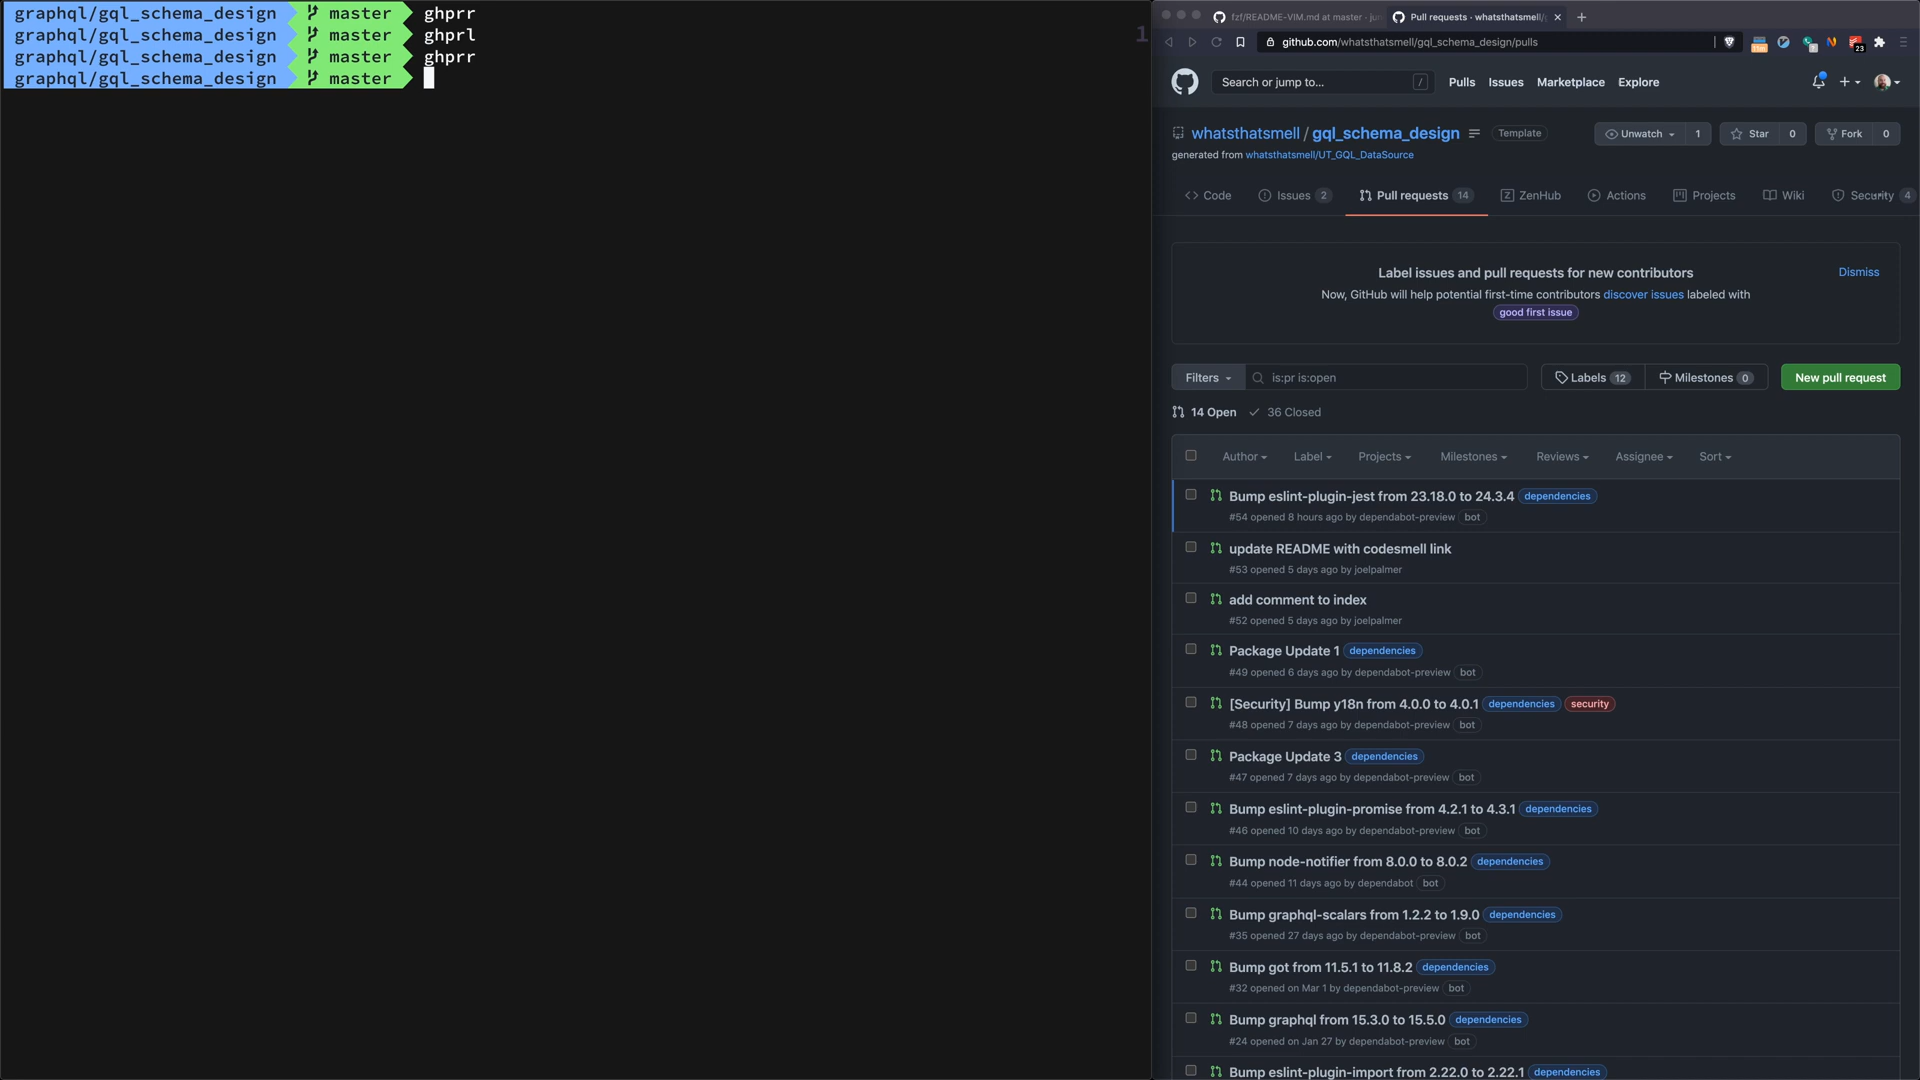 graphql/gql_schema_design master ghprr
graphql/gql_schema_design master ghprl
graphql/gql_schema_design master ghprr
graphql/gql_schema_design master
1
fzf/README-VIM.md at master · jun
Pull requests · whatsthatsmell/g
github.com/whatsthatsmell/gql_schema_design/pulls
23
Search or jump to... /
Pulls Issues Marketplace Explore
whatsthatsmell / gql_schema_design Template
Unwatch 1 Star 0 Fork 0
generated from whatsthatsmell/UT_GQL_DataSource
Code Issues 2 Pull requests 14 ZenHub Actions Projects Wiki Security 4
Label issues and pull requests for new contributors
Dismiss
Now, GitHub will help potential first-time contributors discover issues labeled with
good first issue
Filters is:pr is:open Labels 12 Milestones 0 New pull request
14 Open 36 Closed
Author Label Projects Milestones Reviews Assignee Sort
Bump eslint-plugin-jest from 23.18.0 to 24.3.4 dependencies
#54 opened 8 hours ago by dependabot-preview bot
update README with codesmell link
#53 opened 5 days ago by joelpalmer
add comment to index
#52 opened 5 days ago by joelpalmer
Package Update 1 dependencies
#49 opened 6 days ago by dependabot-preview bot
[Security] Bump y18n from 4.0.0 to 4.0.1 dependencies security
#48 opened 7 days ago by dependabot-preview bot
Package Update 3 dependencies
#47 opened 7 days ago by dependabot-preview bot
Bump eslint-plugin-promise from 4.2.1 to 4.3.1 dependencies
#46 opened 10 days ago by dependabot-preview bot
Bump node-notifier from 8.0.0 to 8.0.2 dependencies
#44 opened 11 days ago by dependabot bot
Bump graphql-scalars from 1.2.2 to 1.9.0 dependencies
#35 opened 27 days ago by dependabot-preview bot
Bump got from 11.5.1 to 11.8.2 dependencies
#32 opened on Mar 1 by dependabot-preview bot
Bump graphql from 15.3.0 to 15.5.0 dependencies
#24 opened on Jan 27 by dependabot-preview bot
Bump eslint-plugin-import from 2.22.0 to 2.22.1 dependencies